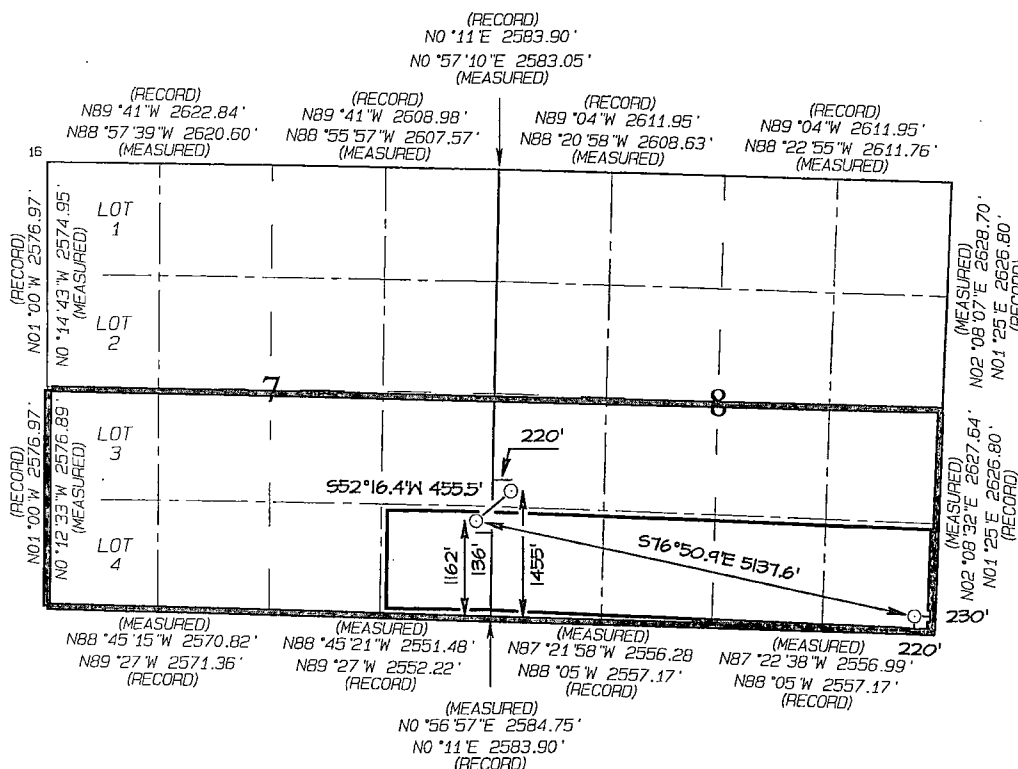 (RECORD)
N0°11'E 2583.90'
N0°57'10"E 2583.05'
(MEASURED)
(RECORD)
N89°41"W 2622.84'
N88°57'39"W 2620.60'
(MEASURED)
(RECORD)
N89°41"W 2608.98'
N88°55'57"W 2607.57'
(MEASURED)
(RECORD)
N89°04"W 2611.95'
N88°20'58"W 2608.63'
(MEASURED)
(RECORD)
N89°04"W 2611.95'
N88°22'55"W 2611.76'
(MEASURED)
16
(RECORD)
N01°00'W 2576.97'
N0°14'43"W 2574.95'
(MEASURED)
LOT
1
LOT
2
(MEASURED)
N02°08'07"E 2628.70'
N01°25'E 2626.80'
(RECORD)
7
8
(RECORD)
N01°00'W 2576.97'
N0°12'33"W 2576.89'
(MEASURED)
LOT
3
LOT
4
220'
S52°16.4'W 455.5'
1162'
136'
1455'
S76°50.9'E 5137.6'
230'
220'
(MEASURED)
N02°08'32"E 2627.64'
N01°25'E 2626.80'
(RECORD)
(MEASURED)
N88°45'15"W 2570.82'
N89°27'W 2571.36'
(RECORD)
(MEASURED)
N88°45'21"W 2551.48'
N89°27'W 2552.22'
(RECORD)
(MEASURED)
N87°21'58"W 2556.28
N88°05'W 2557.17'
(RECORD)
(MEASURED)
N87°22'38"W 2556.99'
N88°05'W 2557.17'
(RECORD)
(MEASURED)
N0°56'57"E 2584.75'
N0°11'E 2583.90'
(RECORD)